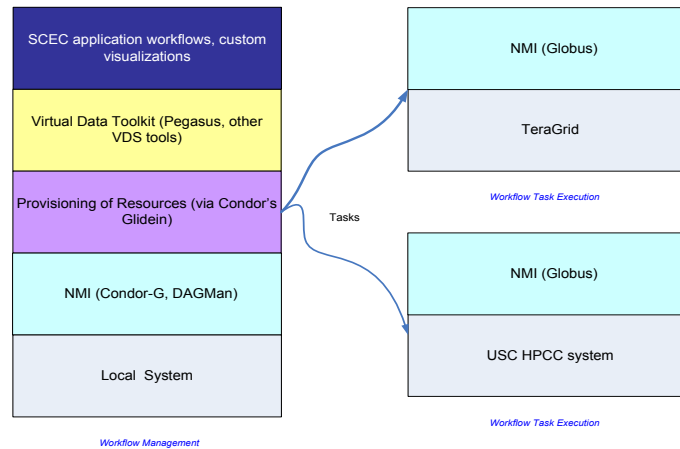 SCEC application workflows, custom
visualizations
Virtual Data Toolkit (Pegasus, other
VDS tools)
Provisioning of Resources (via Condor's
Glidein)
NMI (Condor-G, DAGMan)
Local System
Workflow Management
Tasks
NMI (Globus)
TeraGrid
Workflow Task Execution
NMI (Globus)
USC HPCC system
Workflow Task Execution